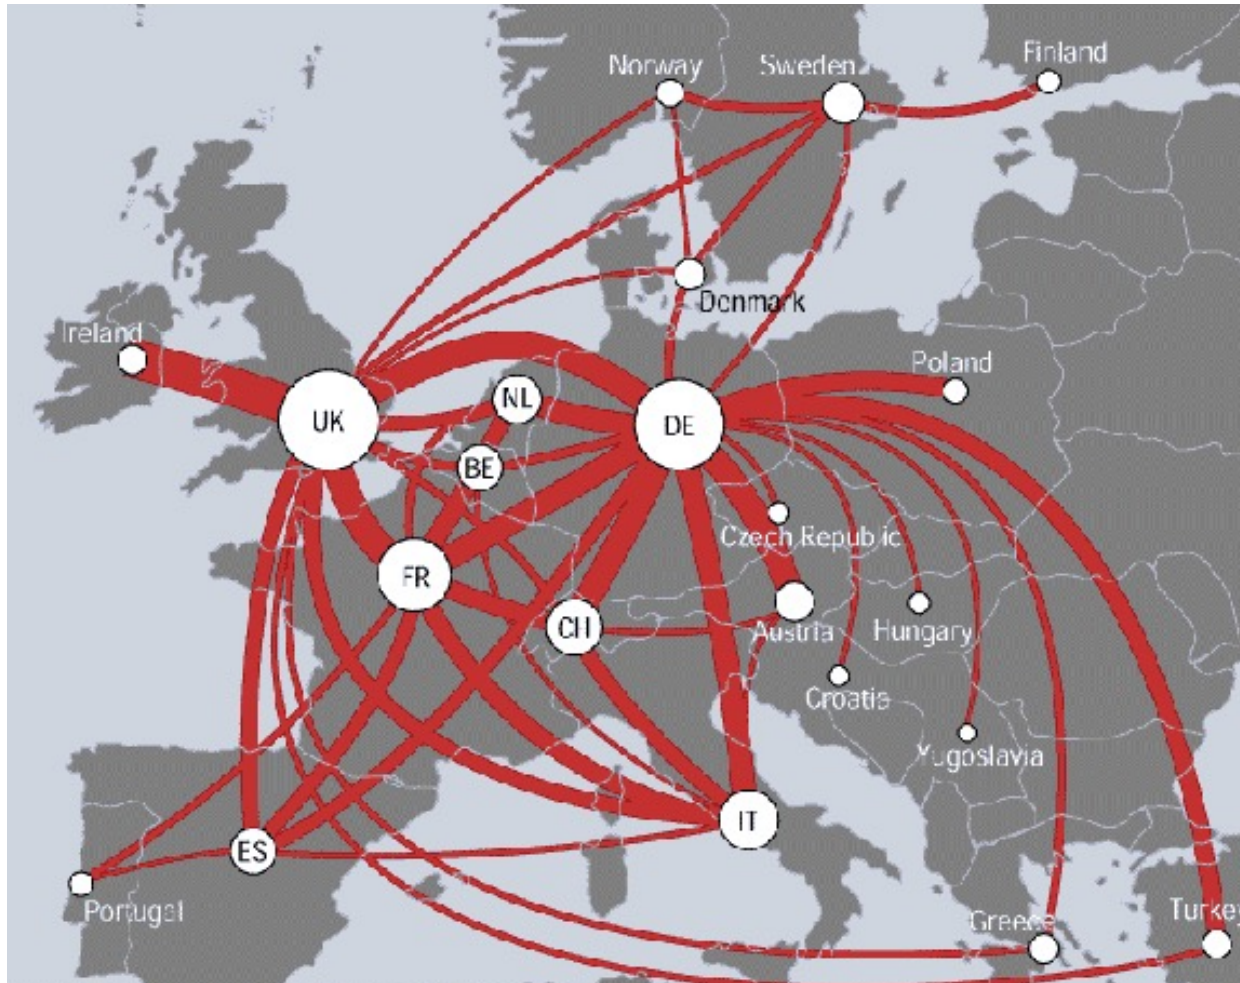 Norway
Sweden
Finland
Denmark
Ireland
Poland
UK
NL
DE
BE
Czech Republic
FR
CH
Austria
Hungary
Croatia
Yugoslavia
IT
ES
Portugal
Greece
Turkey